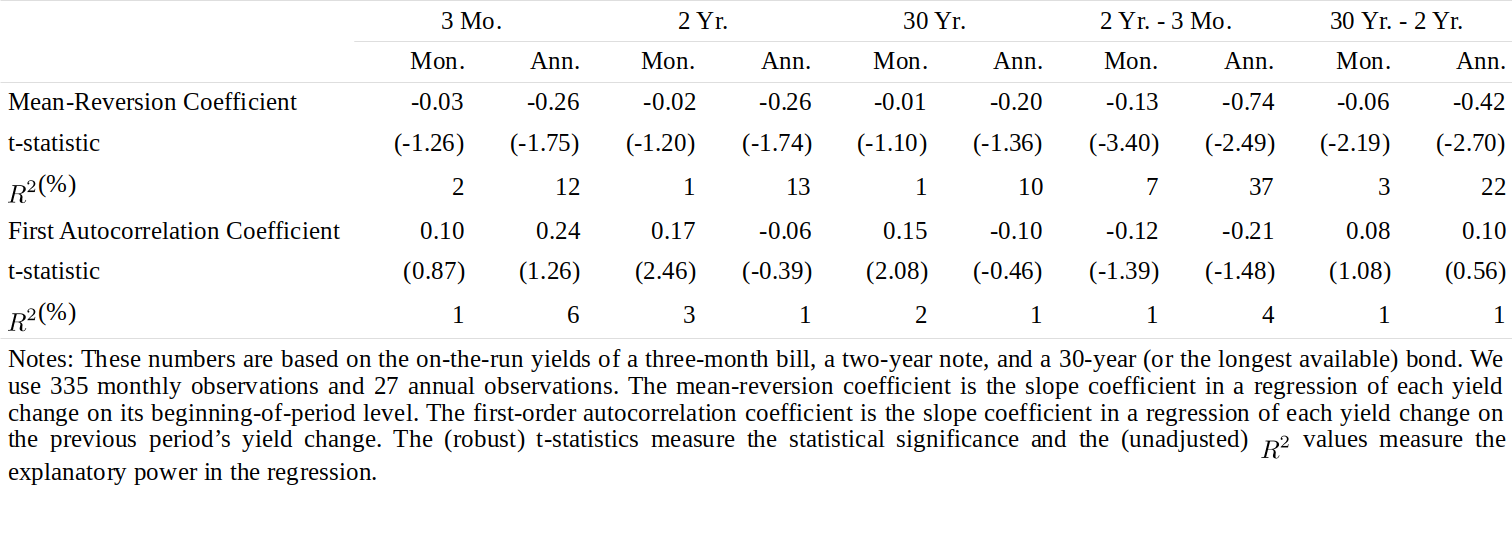 3 Mo. 2 Yr. 30 Yr. 2 Yr. - 3 Mo. 30 Yr. - 2 Yr.
Mon. Ann. Mon. Ann. Mon. Ann. Mon. Ann. Mon. Ann.
Mean-Reversion Coefficient -0.03 -0.26 -0.02 -0.26 -0.01 -0.20 -0.13 -0.74 -0.06 -0.42
t-statistic (-1.26) (-1.75) (-1.20) (-1.74) (-1.10) (-1.36) (-3.40) (-2.49) (-2.19) (-2.70)
R²(%) 2 12 1 13 1 10 7 37 3 22
First Autocorrelation Coefficient 0.10 0.24 0.17 -0.06 0.15 -0.10 -0.12 -0.21 0.08 0.10
t-statistic (0.87) (1.26) (2.46) (-0.39) (2.08) (-0.46) (-1.39) (-1.48) (1.08) (0.56)
R²(%) 1 6 3 1 2 1 1 4 1 1
Notes: These numbers are based on the on-the-run yields of a three-month bill, a two-year note, and a 30-year (or the longest available) bond. We
use 335 monthly observations and 27 annual observations. The mean-reversion coefficient is the slope coefficient in a regression of each yield
change on its beginning-of-period level. The first-order autocorrelation coefficient is the slope coefficient in a regression of each yield change on
the previous period’s yield change. The (robust) t-statistics measure the statistical significance and the (unadjusted) R² values measure the
explanatory power in the regression.